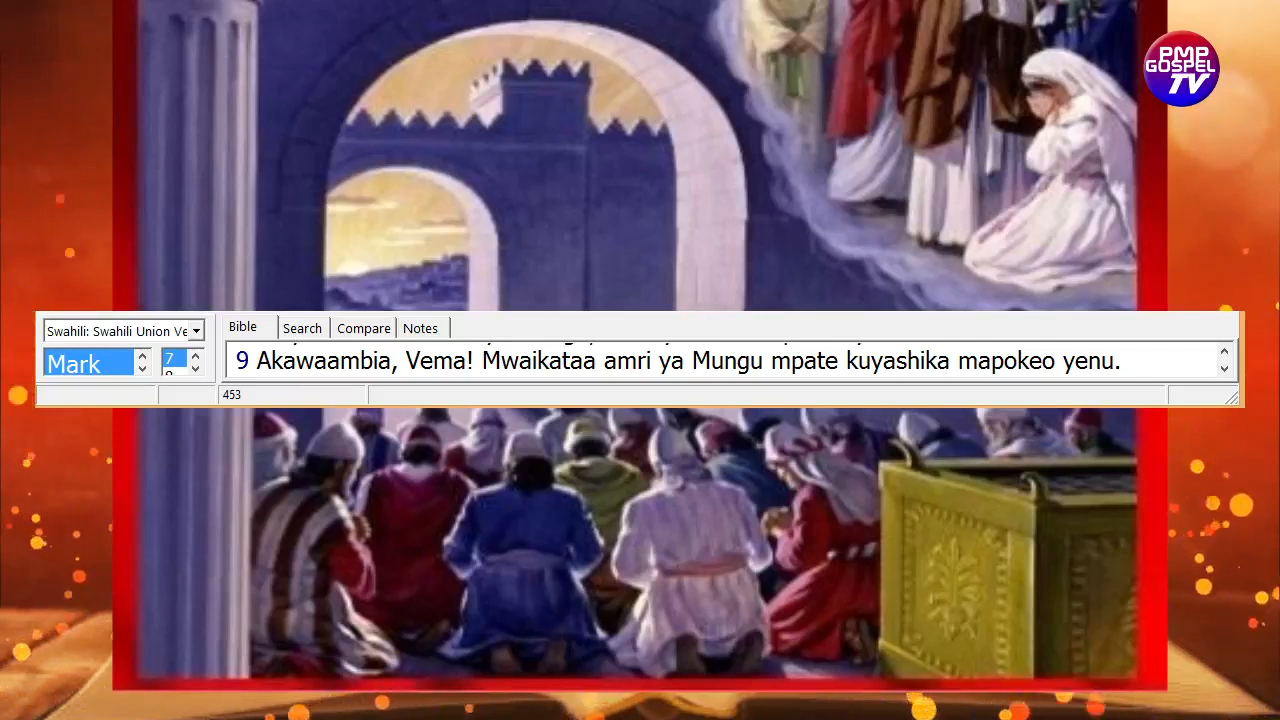 PMP
GOSPEL
TV
Swahili: Swahili Union Ve
Bible
Search
Compare
Notes
Mark
7
9 Akawaambia, Vema! Mwaikataa amri ya Mungu mpate kuyashika mapokeo yenu.
453